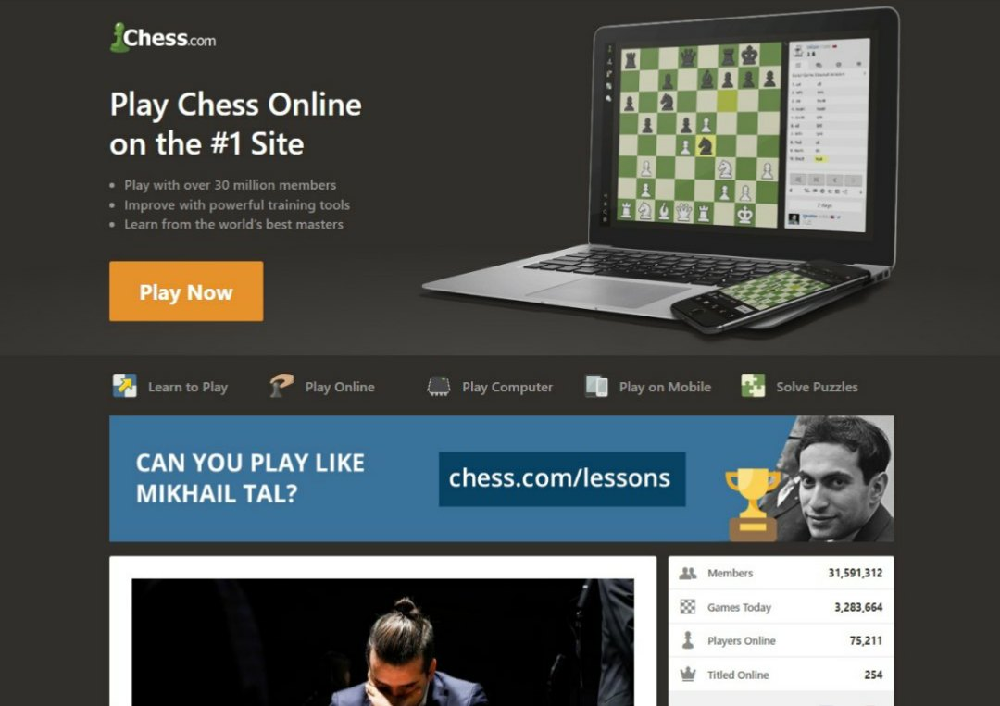 Chess.com
Play Chess Online
on the #1 Site
Play with over 30 million members
Improve with powerful training tools
Learn from the world's best masters
Play Now
Learn to Play
Play Online
Play Computer
Play on Mobile
Solve Puzzles
CAN YOU PLAY LIKE
MIKHAIL TAL?
chess.com/lessons
Members 31,591,312
Games Today 3,283,664
Players Online 75,211
Titled Online 254